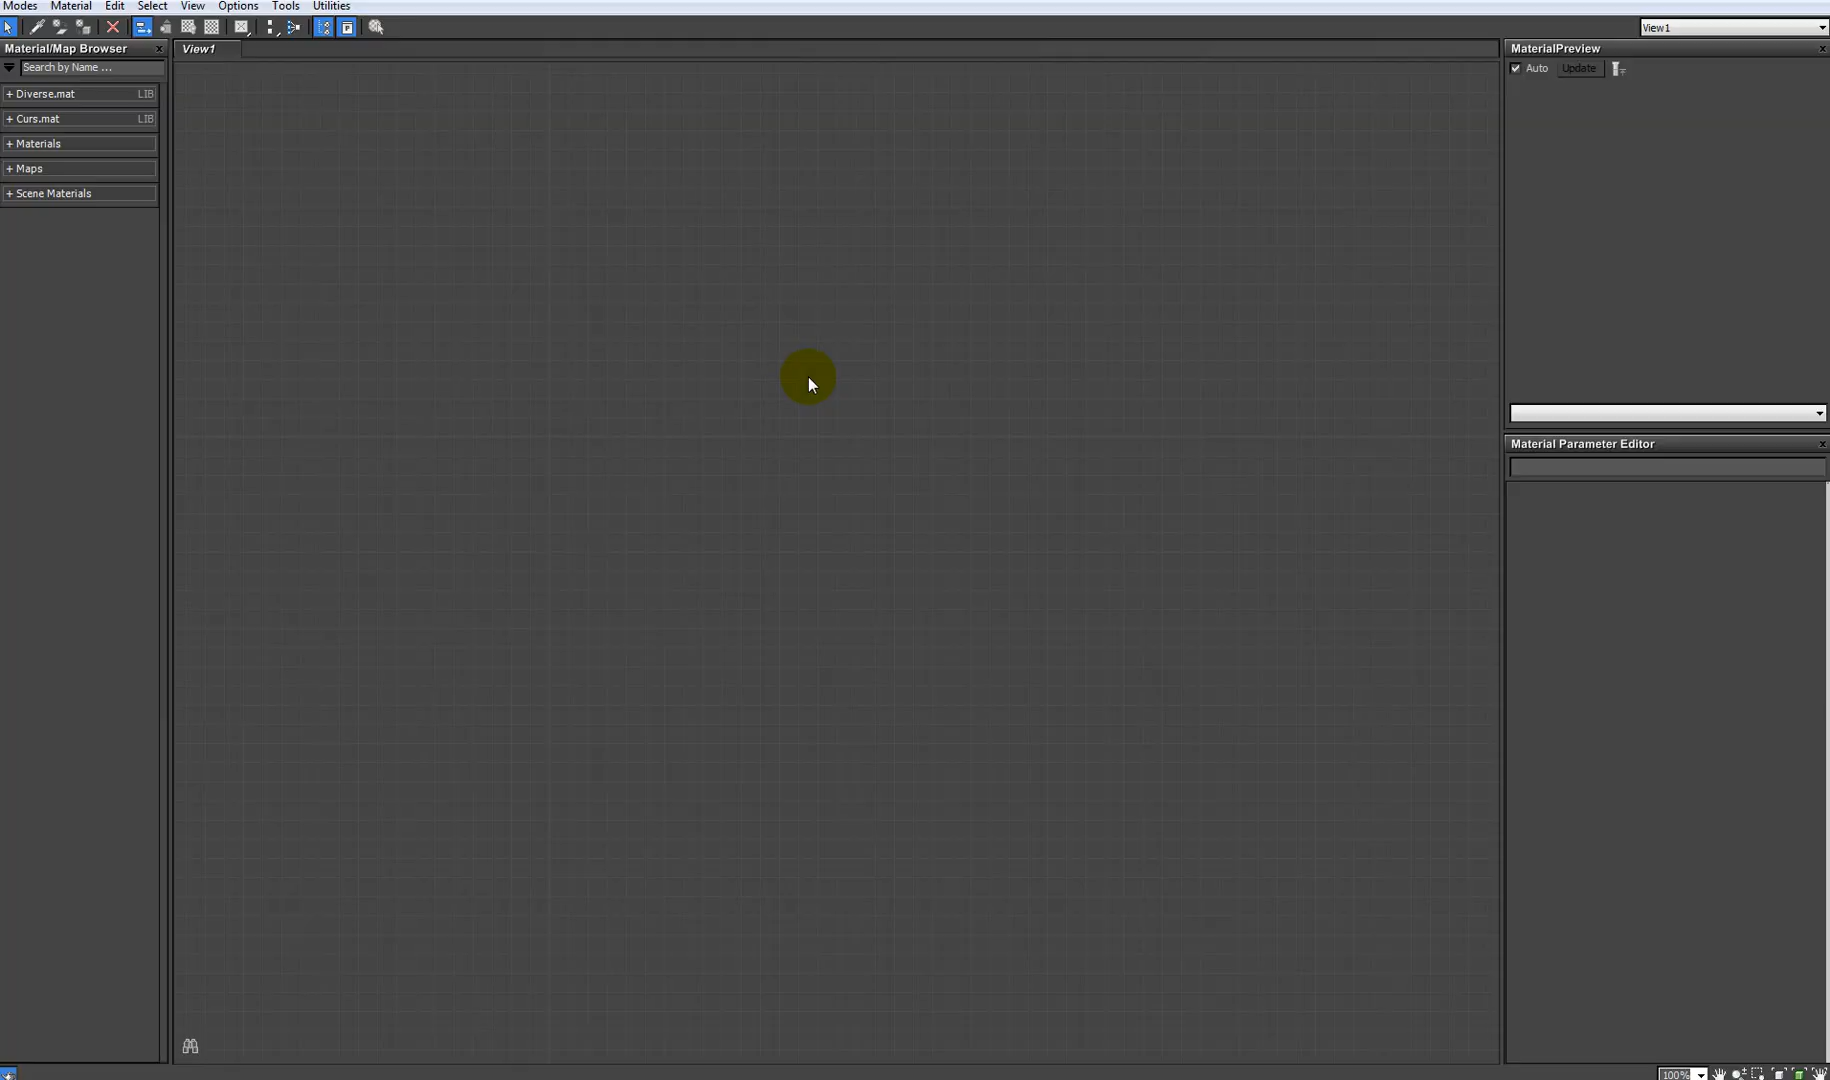 Modes Material Edit Select View Options Tools Utilities
View1
Material/Map Browser x
View1
MaterialPreview x
Search by Name ...
Auto Update
+ Diverse.mat LIB
+ Curs.mat LIB
+ Materials
+ Maps
+ Scene Materials
Material Parameter Editor x
100%